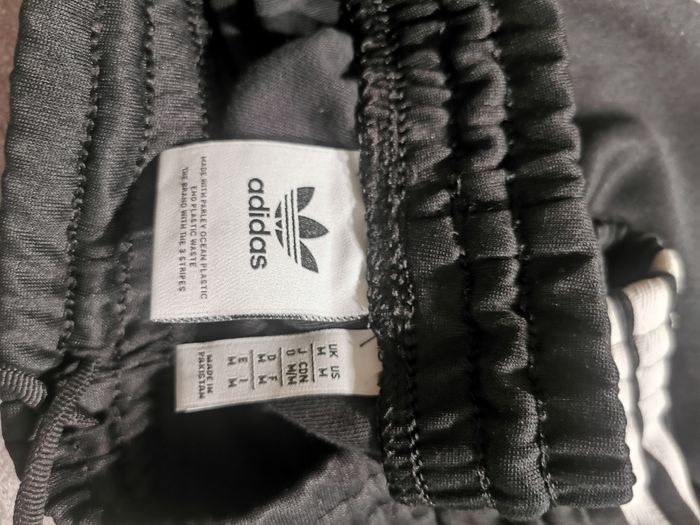 adidas
MADE WITH PARLEY OCEAN PLASTIC
END PLASTIC WASTE
THE BRAND WITH THE 3 STRIPES
UK US
M M
J CDN
O M/M
D F
M M
E I
M M
MADE IN
PAKISTAN